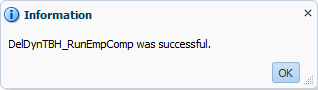 Information
DelDynTBH_RunEmpComp was successful.
OK